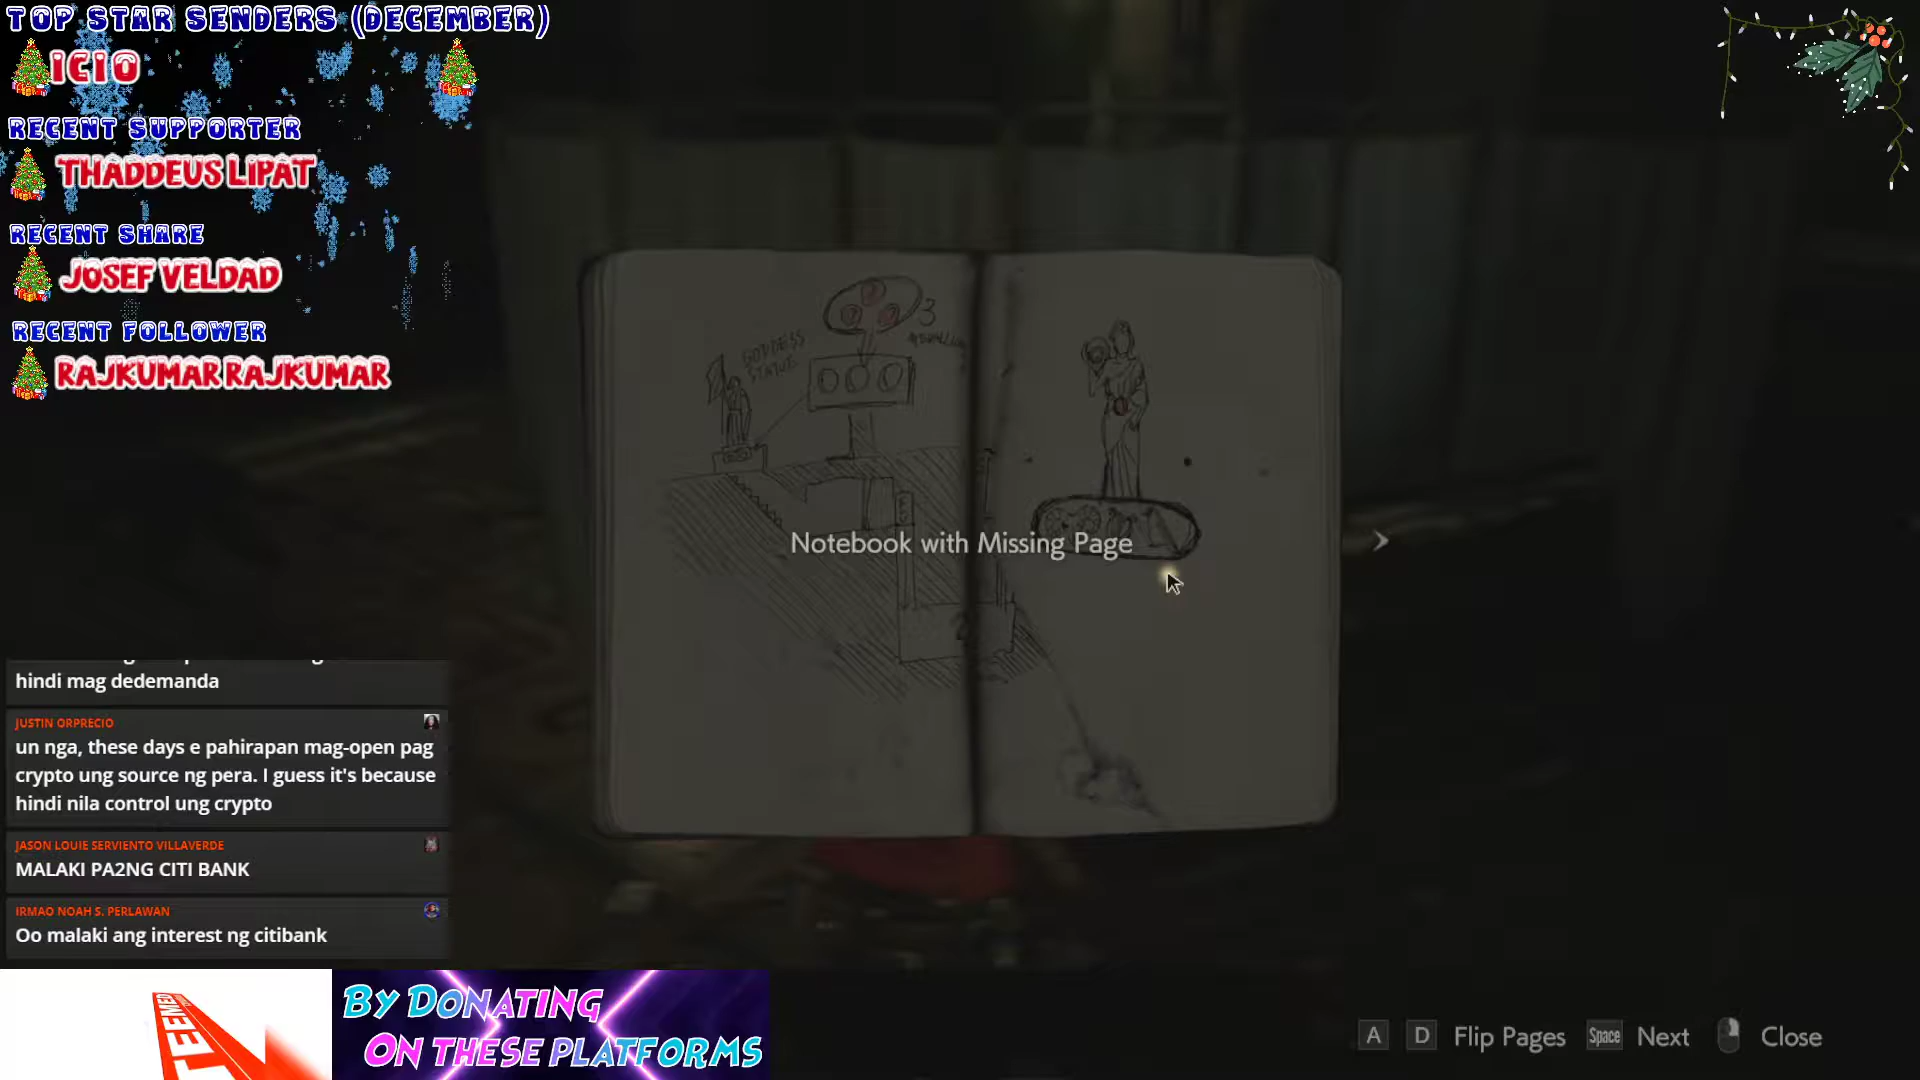 TOP STAR SENDERS (DECEMBER)
ICIO
RECENT SUPPORTER
THADDEUS LIPAT
RECENT SHARE
JOSEF VELDAD
RECENT FOLLOWER
RAJKUMAR RAJKUMAR
GODDESS
STATUE
3
Notebook with Missing Page
hindi mag dedemanda
JUSTIN ORPRECIO
un nga, these days e pahirapan mag-open pag
crypto ung source ng pera. I guess it's because
hindi nila control ung crypto
JASON LOUIE SERVIENTO VILLAVERDE
MALAKI PA2NG CITI BANK
IRMAO NOAH S. PERLAWAN
Oo malaki ang interest ng citibank
BY DONATING
ON THESE PLATFORMS
A D Flip Pages Space Next Close